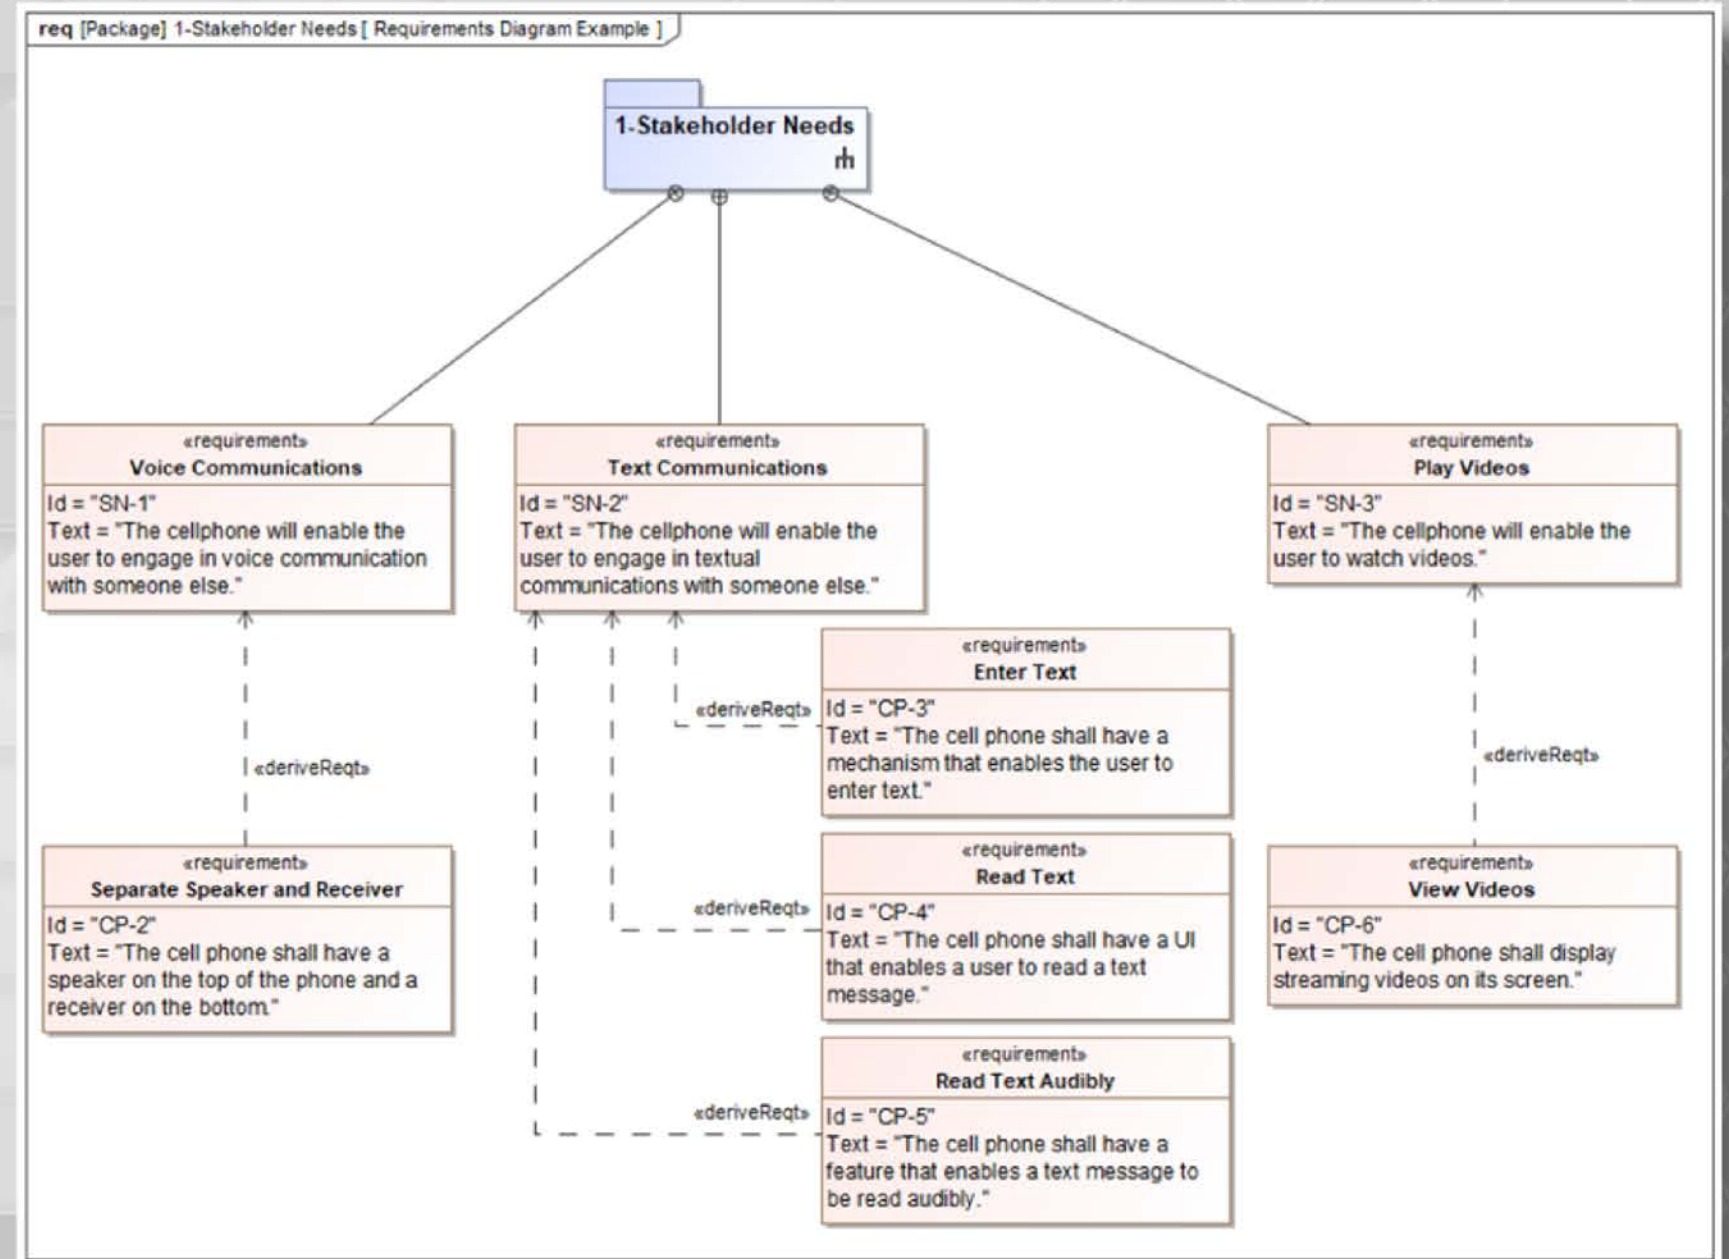 req [Package] 1-Stakeholder Needs [ Requirements Diagram Example ]
1-Stakeholder Needs
«requirement»
Voice Communications
Id = "SN-1"
Text = "The cellphone will enable the
user to engage in voice communication
with someone else."
«requirement»
Text Communications
Id = "SN-2"
Text = "The cellphone will enable the
user to engage in textual
communications with someone else."
«requirement»
Play Videos
Id = "SN-3"
Text = "The cellphone will enable the
user to watch videos."
«deriveReqt»
«requirement»
Separate Speaker and Receiver
Id = "CP-2"
Text = "The cell phone shall have a
speaker on the top of the phone and a
receiver on the bottom."
«deriveReqt»
«requirement»
Enter Text
Id = "CP-3"
Text = "The cell phone shall have a
mechanism that enables the user to
enter text."
«deriveReqt»
«requirement»
Read Text
Id = "CP-4"
Text = "The cell phone shall have a UI
that enables a user to read a text
message."
«deriveReqt»
«requirement»
Read Text Audibly
Id = "CP-5"
Text = "The cell phone shall have a
feature that enables a text message to
be read audibly."
«deriveReqt»
«requirement»
View Videos
Id = "CP-6"
Text = "The cell phone shall display
streaming videos on its screen."